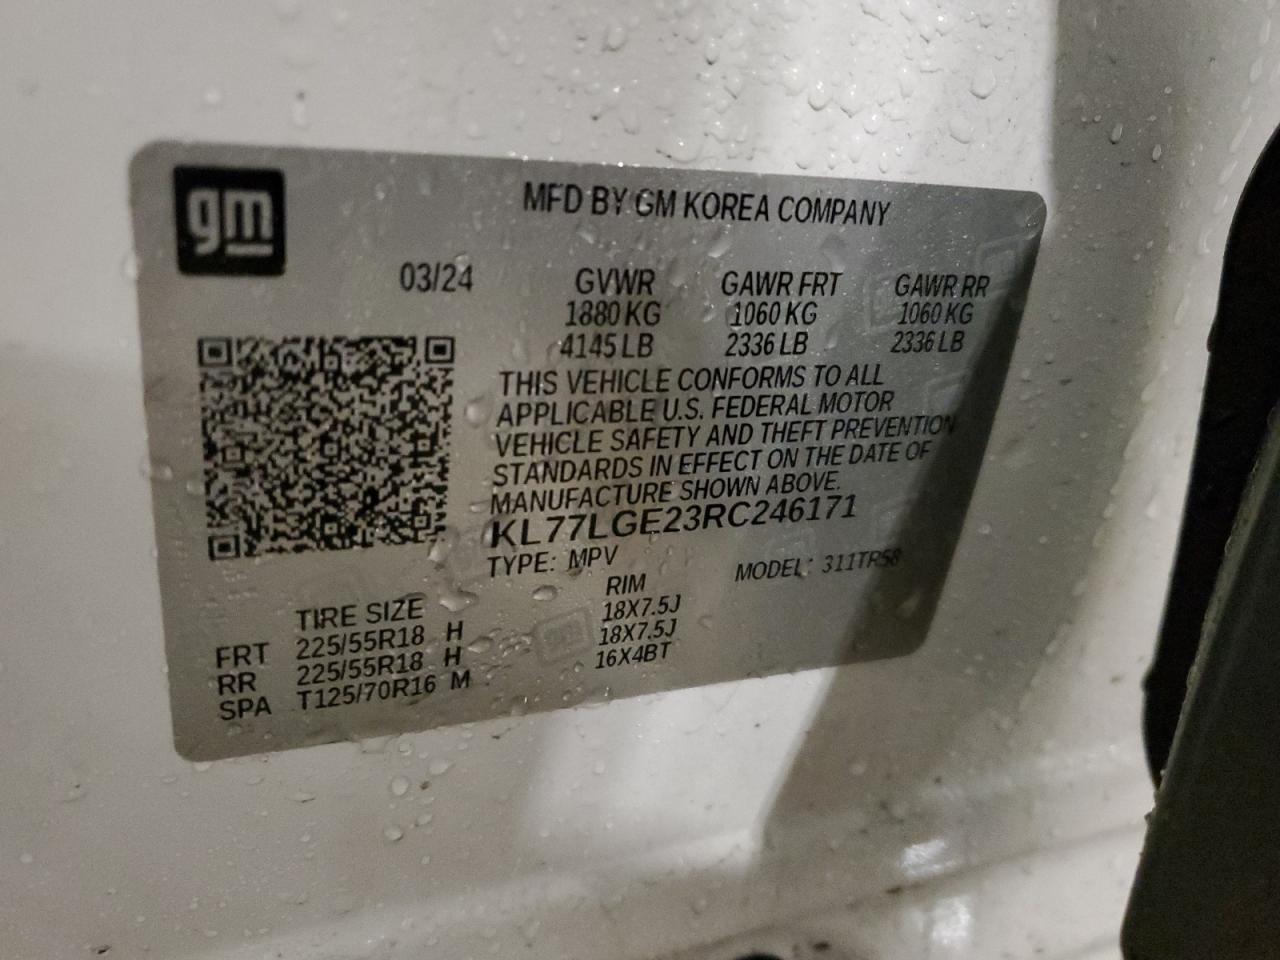 gm
MFD BY GM KOREA COMPANY
03/24 GVWR GAWR FRT GAWR RR
1880 KG 1060 KG 1060 KG
4145 LB 2336 LB 2336 LB
THIS VEHICLE CONFORMS TO ALL
APPLICABLE U.S. FEDERAL MOTOR
VEHICLE SAFETY AND THEFT PREVENTION
STANDARDS IN EFFECT ON THE DATE OF
MANUFACTURE SHOWN ABOVE.
KL77LGE23RC246171
TYPE: MPV MODEL: 311TR58
TIRE SIZE RIM
FRT 225/55R18 H 18X7.5J
RR 225/55R18 H 18X7.5J
SPA T125/70R16 M 16X4BT